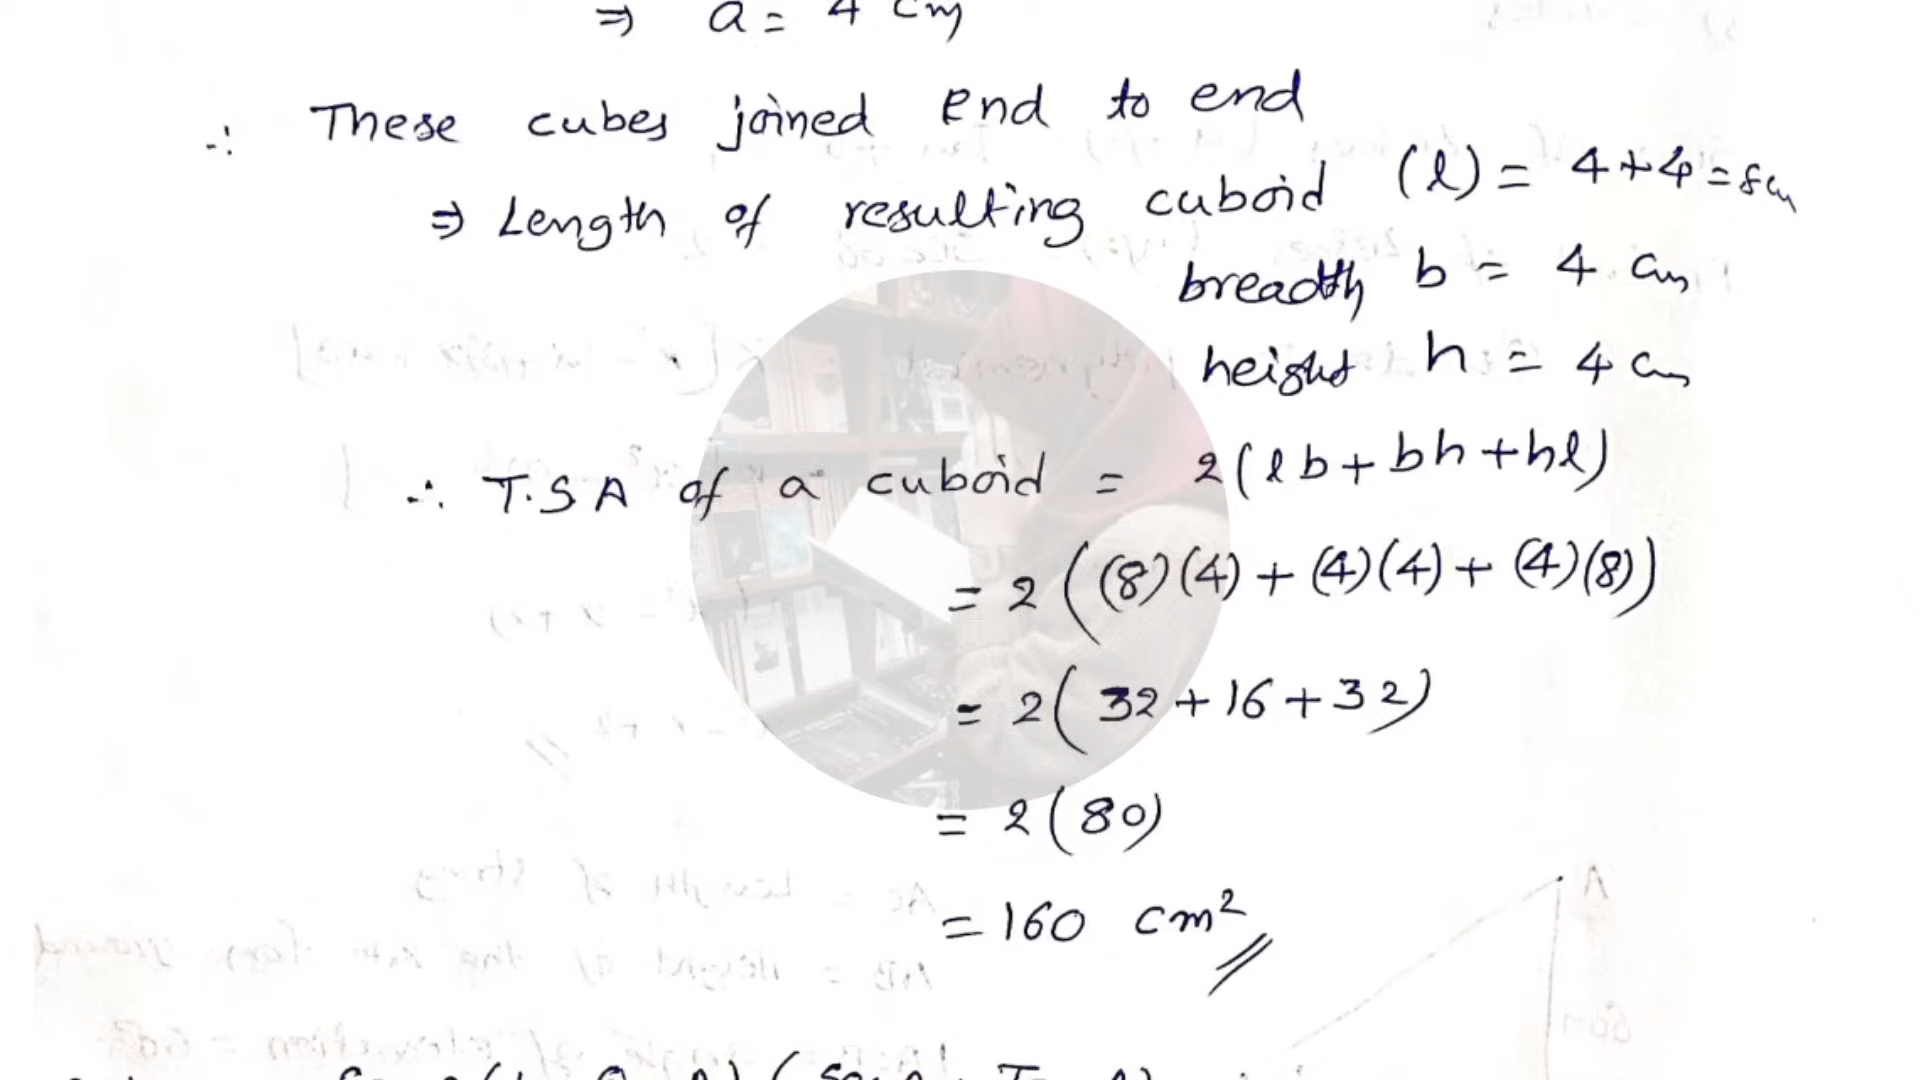 ⇒ a = 4 cm
∴ These cubes joined end to end
⇒ Length of resulting cuboid (l) = 4+4 = 8cm
breadth b = 4 cm
height h = 4 cm
∴ T.S A of a cuboid = 2(lb + bh + hl)
= 2((8)(4) + (4)(4) + (4)(8))
= 2(32 + 16 + 32)
= 2(80)
= 160 cm²